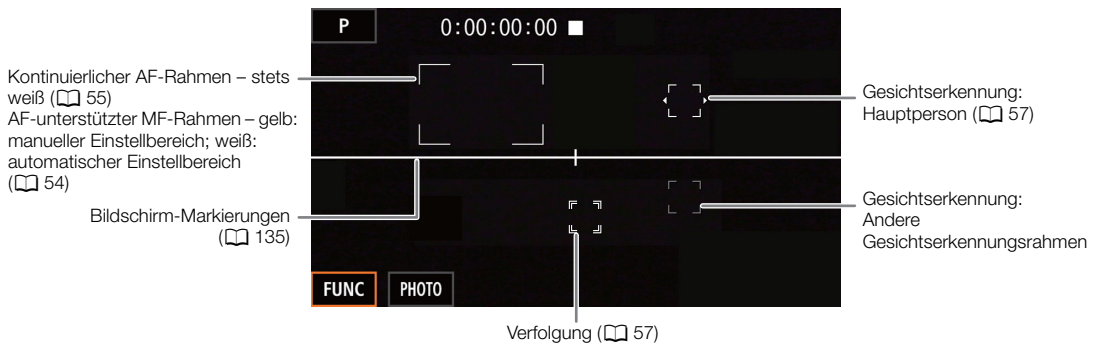 P
0:00:00:00
Kontinuierlicher AF-Rahmen – stets
weiß (55)
AF-unterstützter MF-Rahmen – gelb:
manueller Einstellbereich; weiß:
automatischer Einstellbereich
(54)
Bildschirm-Markierungen
(135)
Gesichtserkennung:
Hauptperson (57)
Gesichtserkennung:
Andere
Gesichtserkennungsrahmen
FUNC
PHOTO
Verfolgung (57)